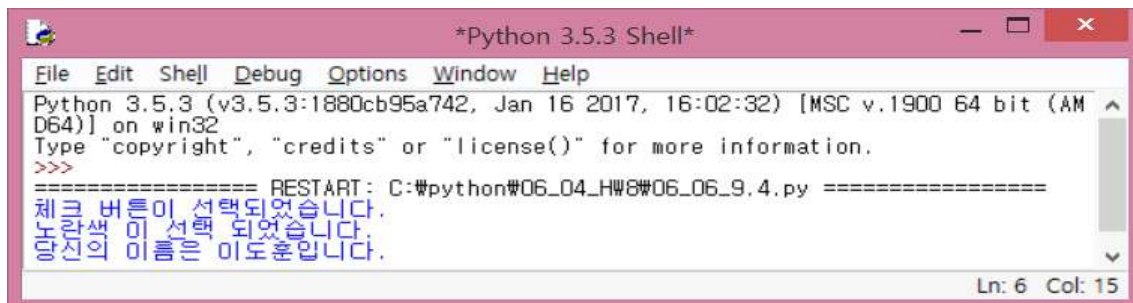 *Python 3.5.3 Shell*
File Edit Shell Debug Options Window Help
Python 3.5.3 (v3.5.3:1880cb95a742, Jan 16 2017, 16:02:32) [MSC v.1900 64 bit (AM
D64)] on win32
Type "copyright", "credits" or "license()" for more information.
>>>
================= RESTART: C:₩python₩06_04_HW8₩06_06_9.4.py =================
체크 버튼이 선택되었습니다.
노란색 이 선택 되었습니다.
당신의 이름은 이도훈입니다.
Ln: 6 Col: 15